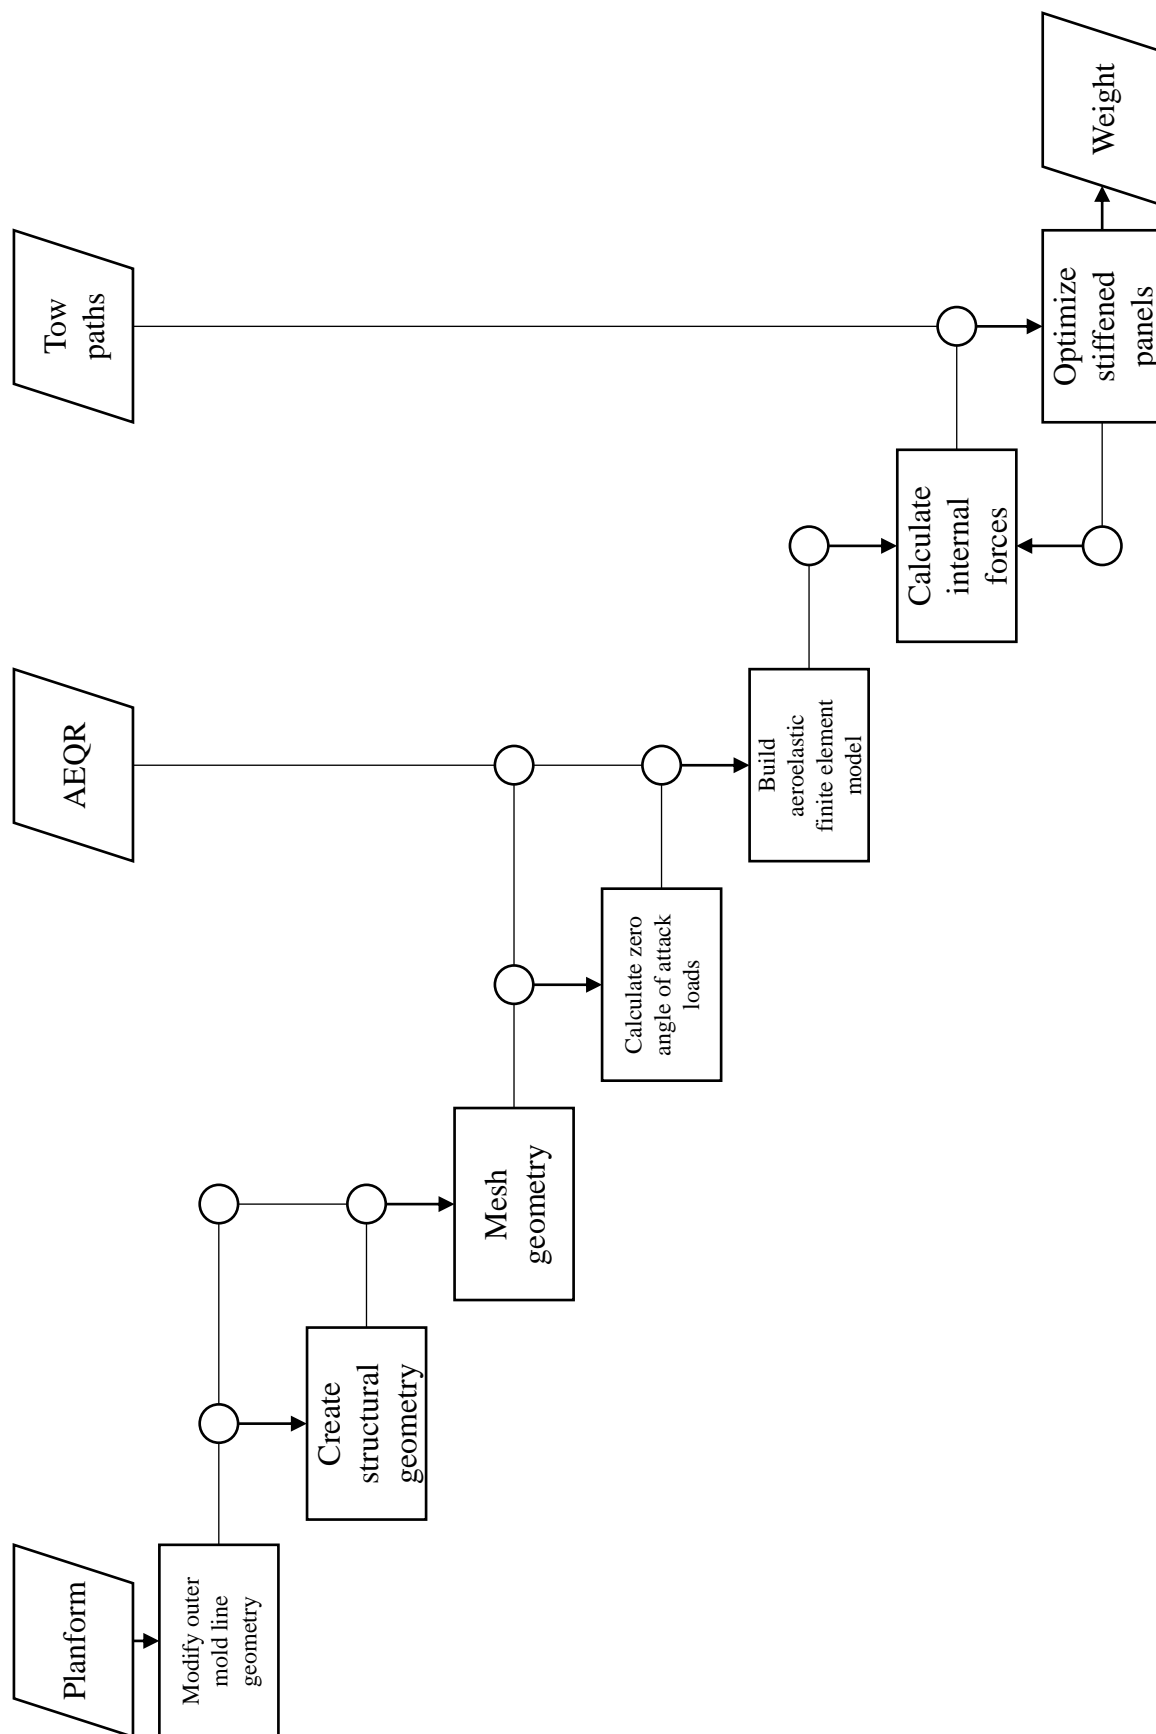 Planform
AEQR
Tow
paths
Modify outer
mold line
geometry
Create
structural
geometry
Mesh
geometry
Calculate zero
angle of attack
loads
Build
aeroelastic
finite element
model
Calculate
internal
forces
Optimize
stiffened
panels
Weight